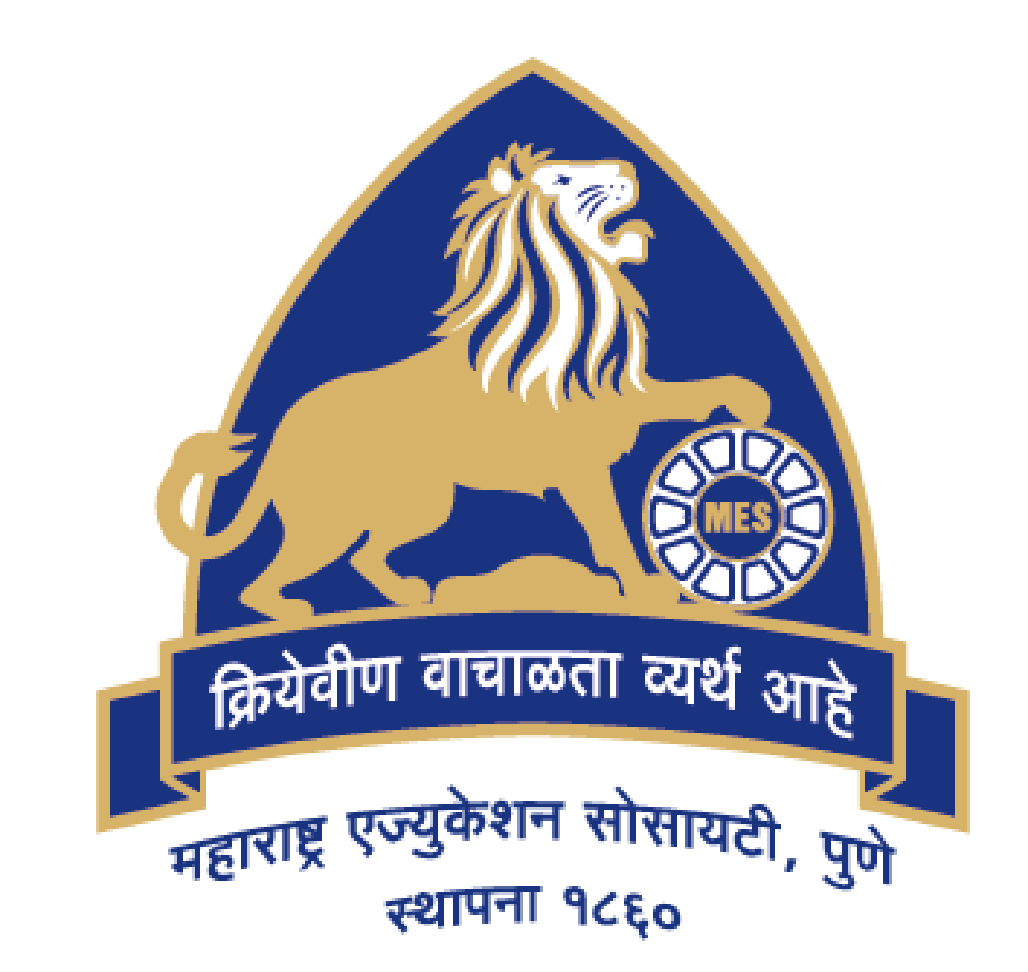 MES
क्रियेवीण वाचाळता व्यर्थ आहे
महाराष्ट्र एज्युकेशन सोसायटी, पुणे
स्थापना १८६०